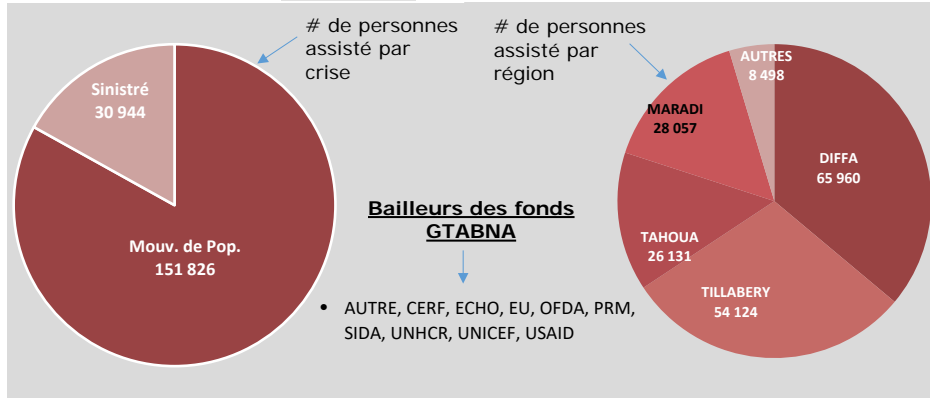 # de personnes
assisté par
crise
Sinistré
30 944
Mouv. de Pop.
151 826
Bailleurs des fonds
GTABNA
• AUTRE, CERF, ECHO, EU, OFDA, PRM,
SIDA, UNHCR, UNICEF, USAID
# de personnes
assisté par
région
AUTRES
8 498
MARADI
28 057
DIFFA
65 960
TAHOUA
26 131
TILLABERY
54 124